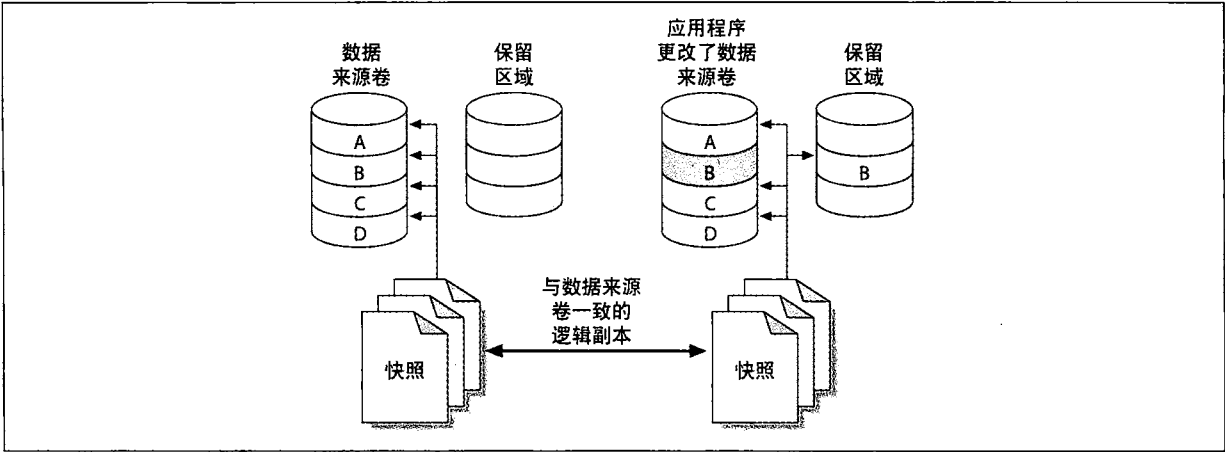 数据
来源卷
保留
区域
A
B
C
D
快照
与数据来源
卷一致的
逻辑副本
应用程序
更改了数据
来源卷
保留
区域
A
B
C
D
B
快照